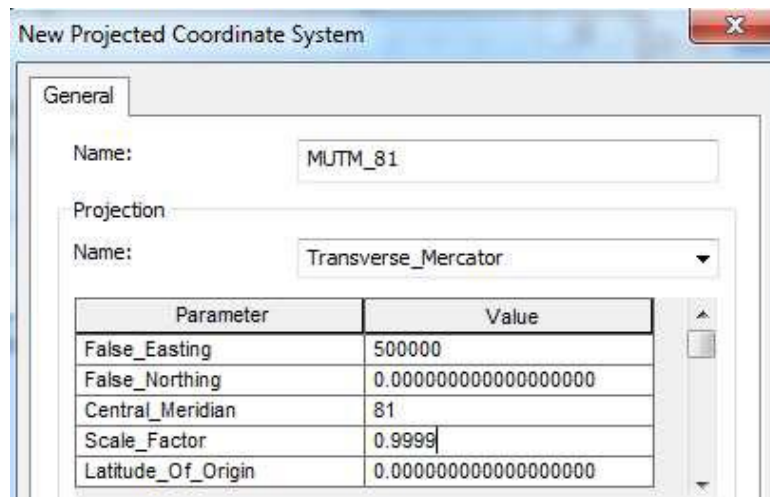 New Projected Coordinate System
General
Name: MUTM_81
Projection
Name: Transverse_Mercator
Parameter Value
False_Easting 500000
False_Northing 0.000000000000000000
Central_Meridian 81
Scale_Factor 0.9999
Latitude_Of_Origin 0.000000000000000000